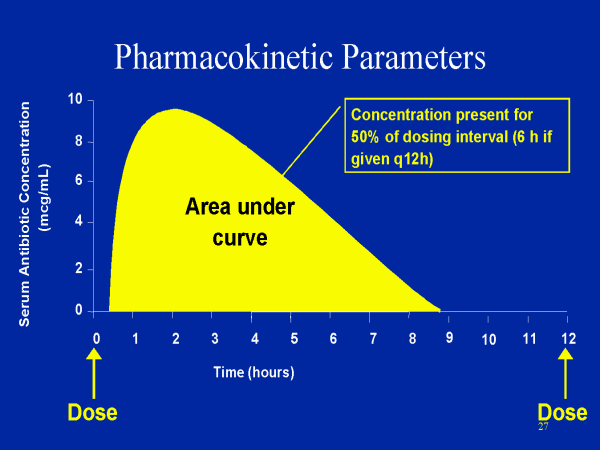 Pharmacokinetic Parameters
Serum Antibiotic Concentration
(mcg/mL)
10
8
6
4
2
0
Concentration present for
50% of dosing interval (6 h if
given q12h)
Area under
curve
0 1 2 3 4 5 6 7 8 9 10 11 12
Time (hours)
Dose
Dose
27